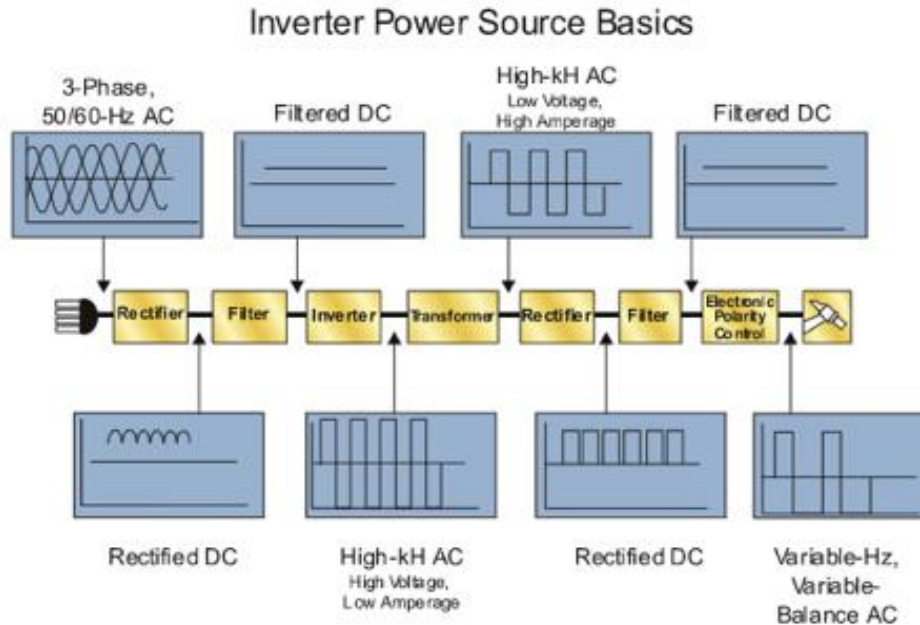 Inverter Power Source Basics
3-Phase,
50/60-Hz AC
Filtered DC
High-kH AC
Low Voltage,
High Amperage
Filtered DC
Rectifier
Filter
Inverter
Transformer
Rectifier
Filter
Electronic
Polarity
Control
Rectified DC
High-kH AC
High Voltage,
Low Amperage
Rectified DC
Variable-Hz,
Variable-
Balance AC